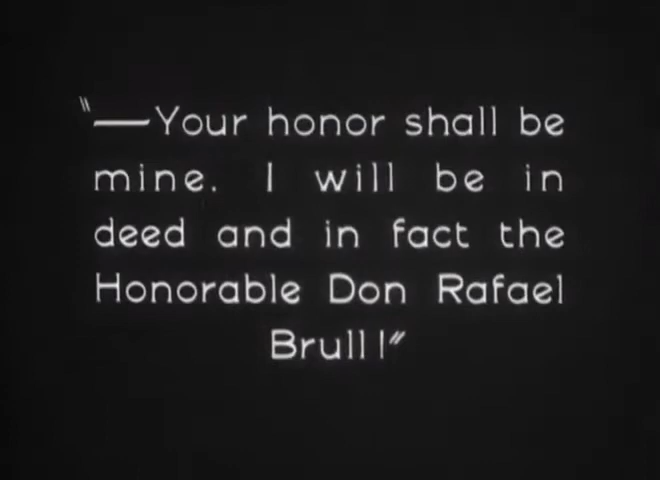 "—Your honor shall be
mine. I will be in
deed and in fact the
Honorable Don Rafael
Brull!"